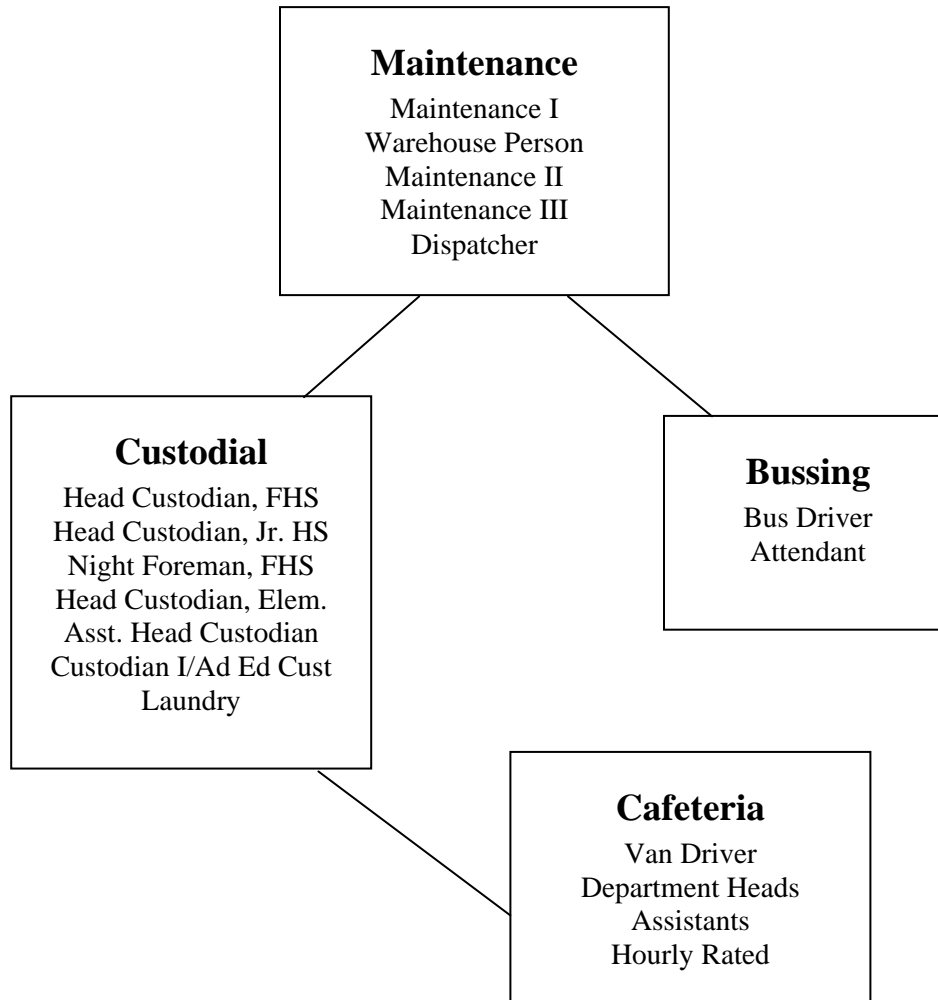 Maintenance
Maintenance I
Warehouse Person
Maintenance II
Maintenance III
Dispatcher
Custodial
Head Custodian, FHS
Head Custodian, Jr. HS
Night Foreman, FHS
Head Custodian, Elem.
Asst. Head Custodian
Custodian I/Ad Ed Cust
Laundry
Bussing
Bus Driver
Attendant
Cafeteria
Van Driver
Department Heads
Assistants
Hourly Rated